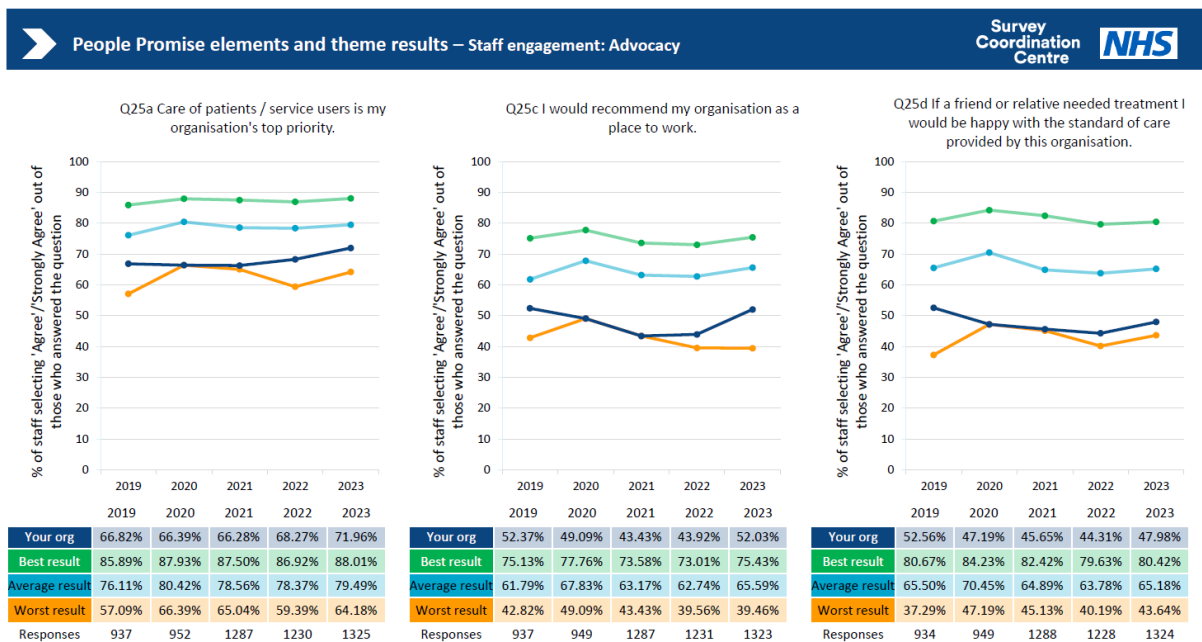 People Promise elements and theme results – Staff engagement: Advocacy
Survey
Coordination
Centre
NHS
Q25a Care of patients / service users is my
organisation's top priority.
% of staff selecting 'Agree'/'Strongly Agree' out of
those who answered the question
100
90
80
70
60
50
40
30
20
10
0
2019 2020 2021 2022 2023
2019 2020 2021 2022 2023
Your org 66.82% 66.39% 66.28% 68.27% 71.96%
Best result 85.89% 87.93% 87.50% 86.92% 88.01%
Average result 76.11% 80.42% 78.56% 78.37% 79.49%
Worst result 57.09% 66.39% 65.04% 59.39% 64.18%
Responses 937 952 1287 1230 1325
Q25c I would recommend my organisation as a
place to work.
% of staff selecting 'Agree'/'Strongly Agree' out of
those who answered the question
100
90
80
70
60
50
40
30
20
10
0
2019 2020 2021 2022 2023
2019 2020 2021 2022 2023
Your org 52.37% 49.09% 43.43% 43.92% 52.03%
Best result 75.13% 77.76% 73.58% 73.01% 75.43%
Average result 61.79% 67.83% 63.17% 62.74% 65.59%
Worst result 42.82% 49.09% 43.43% 39.56% 39.46%
Responses 937 949 1287 1231 1323
Q25d If a friend or relative needed treatment I
would be happy with the standard of care
provided by this organisation.
% of staff selecting 'Agree'/'Strongly Agree' out of
those who answered the question
100
90
80
70
60
50
40
30
20
10
0
2019 2020 2021 2022 2023
2019 2020 2021 2022 2023
Your org 52.56% 47.19% 45.65% 44.31% 47.98%
Best result 80.67% 84.23% 82.42% 79.63% 80.42%
Average result 65.50% 70.45% 64.89% 63.78% 65.18%
Worst result 37.29% 47.19% 45.13% 40.19% 43.64%
Responses 934 949 1288 1228 1324